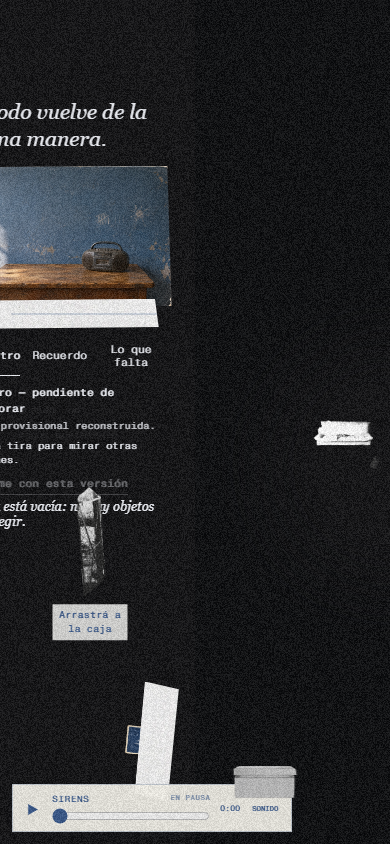 odo vuelve de la
ma manera.
tro Recuerdo Lo que falta
ro — pendiente de
orar
provisional reconstruida.
tira para mirar otras
es.
me con esta versión
está vacía: n y objetos
egir.
Arrastrá a
la caja
SIRENS EN PAUSA 0:00 SONIDO